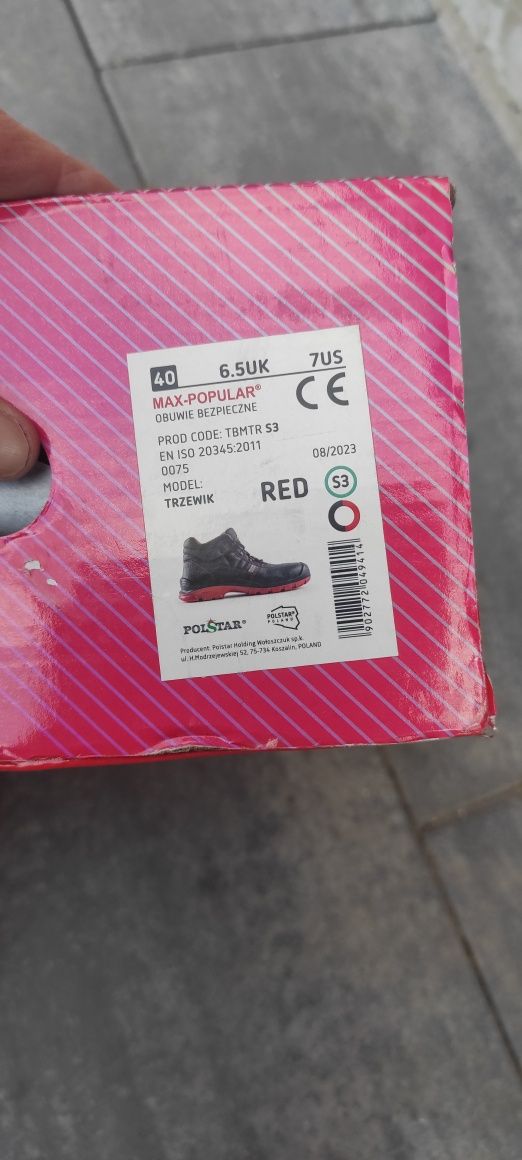 40 6.5UK 7US
MAX-POPULAR®
OBUWIE BEZPIECZNE
CE
PROD CODE: TBMTR S3
EN ISO 20345:2011
0075
08/2023
MODEL:
TRZEWIK
RED
S3
POLSTAR®
POLSTAR®
POLAND
Producent: Polstar Holding Wołoszczuk sp.k.
ul. H.Modrzejewskiej 52, 75-734 Koszalin, POLAND
902772 049414